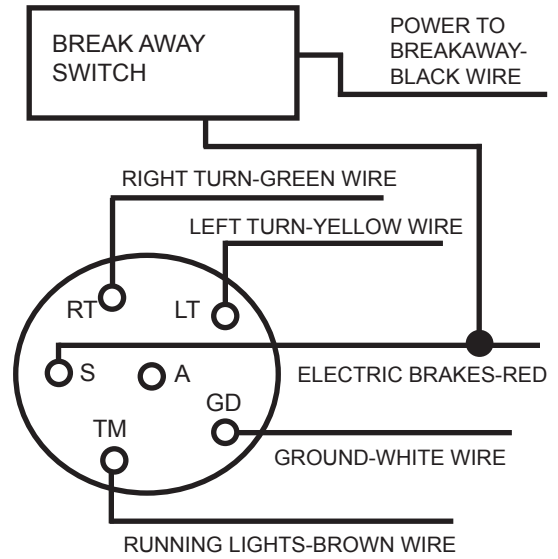 BREAK AWAY
SWITCH
POWER TO
BREAKAWAY-
BLACK WIRE
RIGHT TURN-GREEN WIRE
LEFT TURN-YELLOW WIRE
RT
LT
S
A
ELECTRIC BRAKES-RED
GD
TM
GROUND-WHITE WIRE
RUNNING LIGHTS-BROWN WIRE